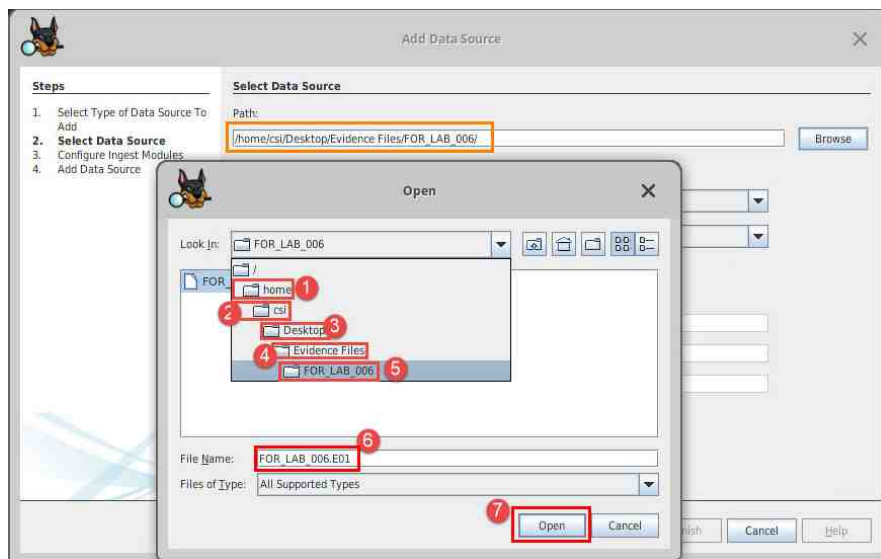 Add Data Source
Steps
1. Select Type of Data Source To
Add
2. Select Data Source
3. Configure Ingest Modules
4. Add Data Source
Select Data Source
Path:
/home/csi/Desktop/Evidence Files/FOR_LAB_006/
Browse
Open
Look In:
FOR_LAB_006
FOR_
/
home 1
2 csi
Desktop 3
4 Evidence Files
FOR_LAB_006 5
6
File Name: FOR_LAB_006.E01
Files of Type: All Supported Types
7
Open Cancel
Cancel Help